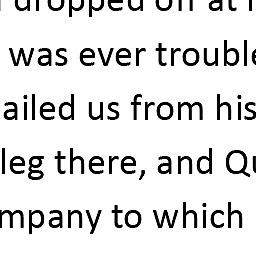 dropped off at
was ever trouble
ailed us from his
leg there, and Qu
mpany to which